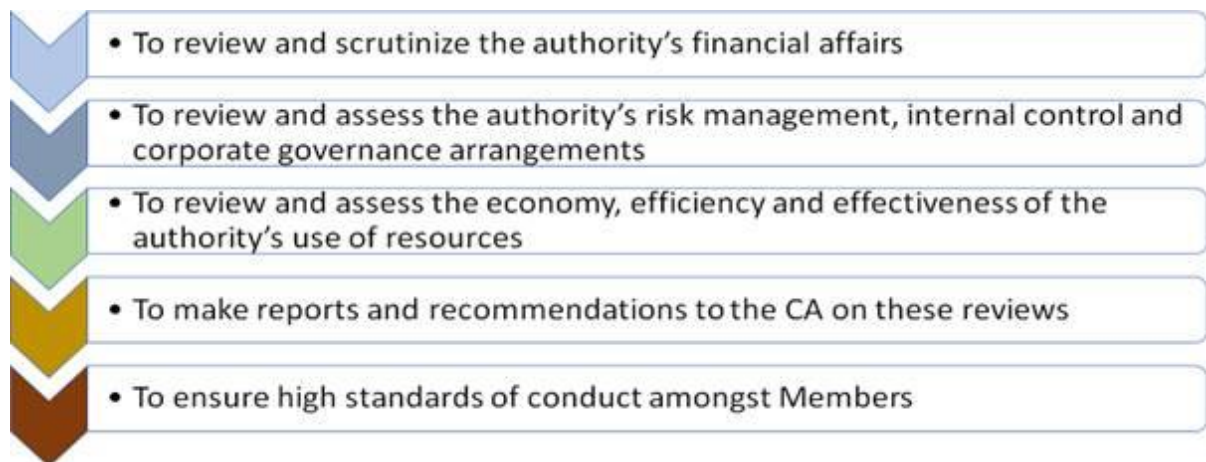 • To review and scrutinize the authority’s financial affairs
• To review and assess the authority’s risk management, internal control and
corporate governance arrangements
• To review and assess the economy, efficiency and effectiveness of the
authority’s use of resources
• To make reports and recommendations to the CA on these reviews
• To ensure high standards of conduct amongst Members